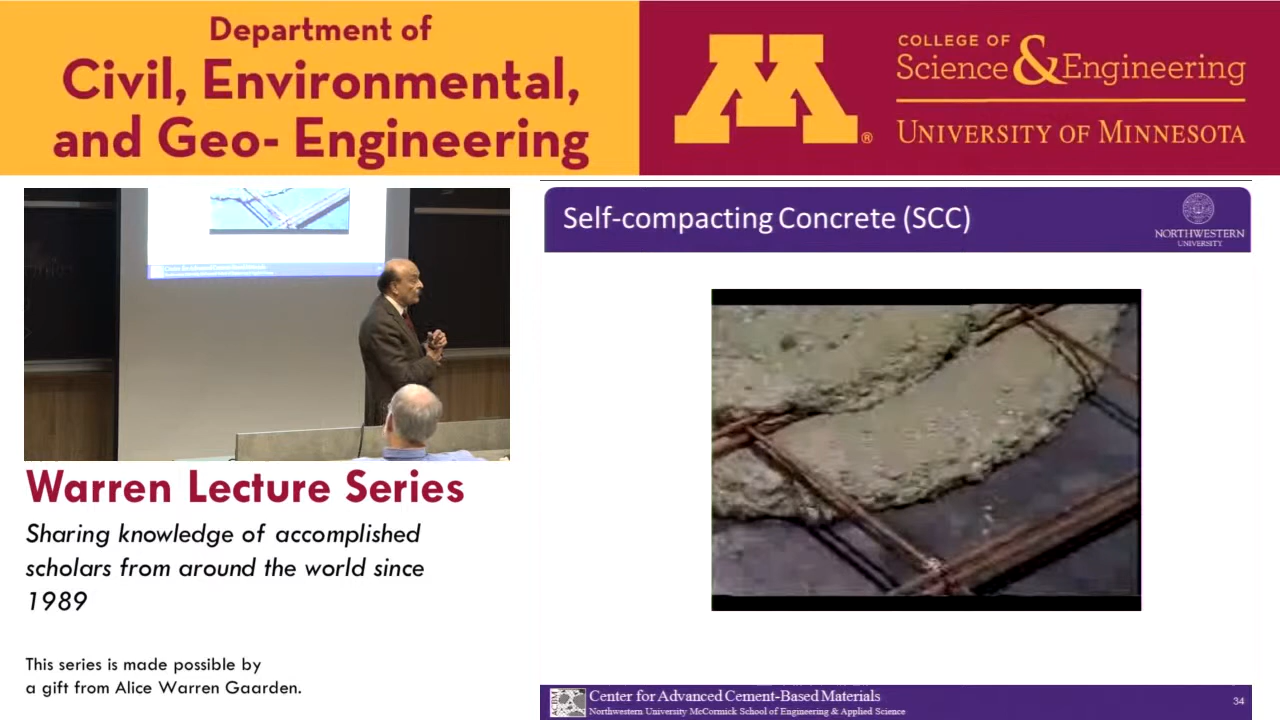 Department of
Civil, Environmental,
and Geo- Engineering
M®
COLLEGE OF
Science & Engineering
UNIVERSITY OF MINNESOTA
Self-compacting Concrete (SCC)
NORTHWESTERN
UNIVERSITY
Warren Lecture Series
Sharing knowledge of accomplished
scholars from around the world since
1989
This series is made possible by
a gift from Alice Warren Gaarden.
Center for Advanced Cement-Based Materials
Northwestern University McCormick School of Engineering & Applied Science
34